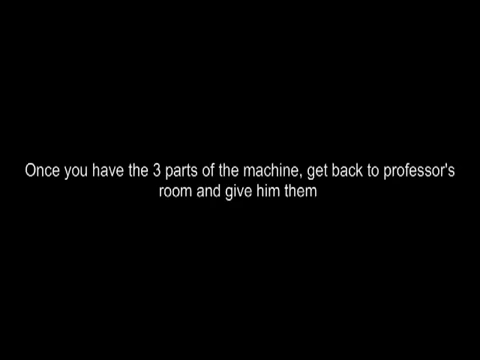 Once you have the 3 parts of the machine, get back to professor's
room and give him them